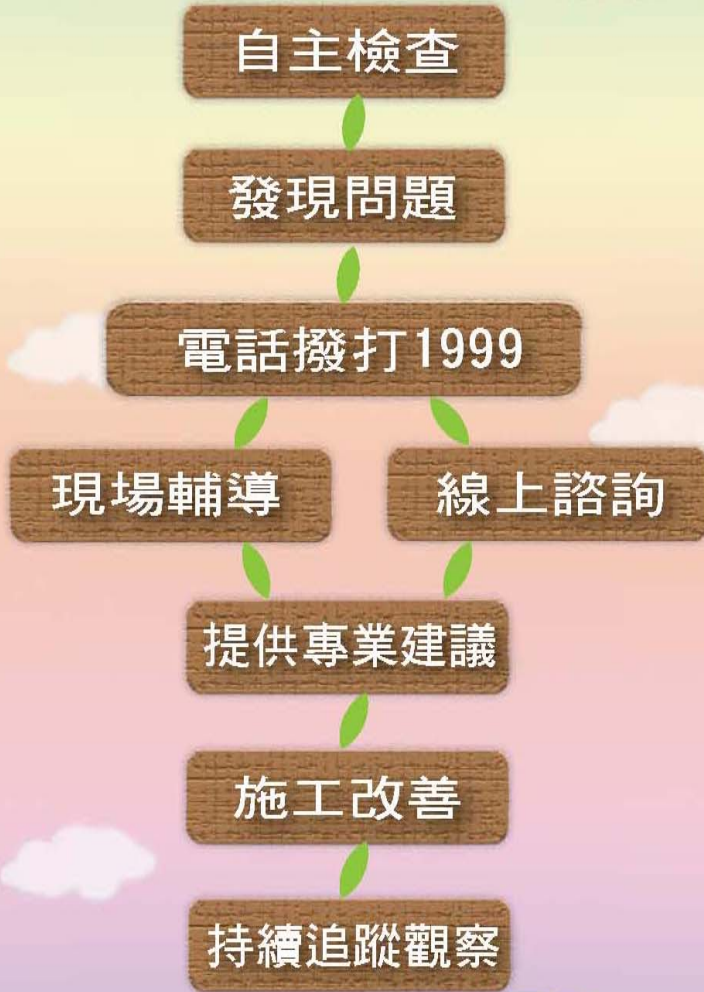 自主檢查
發現問題
電話撥打1999
現場輔導
線上諮詢
提供專業建議
施工改善
持續追蹤觀察